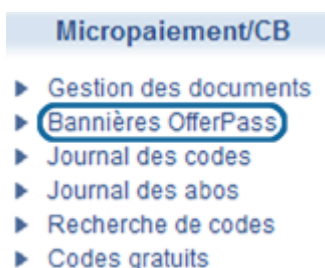 Micropaiement/CB
Gestion des documents
Bannières OfferPass
Journal des codes
Journal des abos
Recherche de codes
Codes gratuits